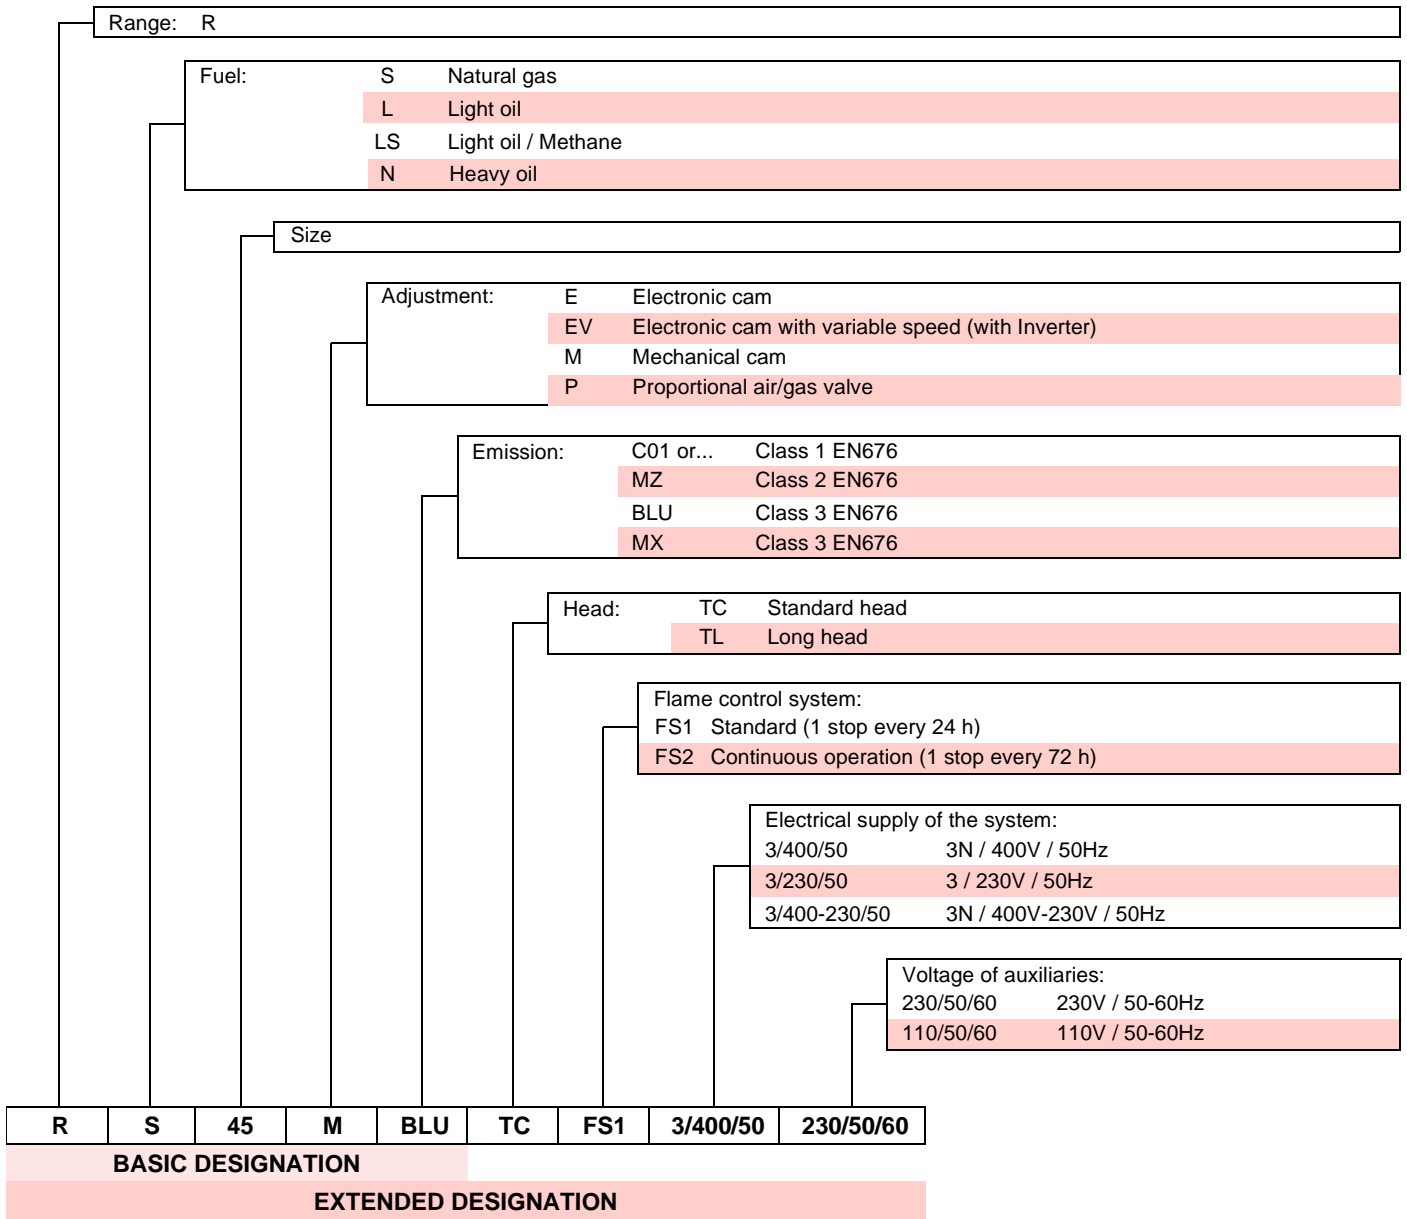 Range: R
Fuel: S Natural gas
L Light oil
LS Light oil / Methane
N Heavy oil
Size
Adjustment: E Electronic cam
EV Electronic cam with variable speed (with Inverter)
M Mechanical cam
P Proportional air/gas valve
Emission: C01 or... Class 1 EN676
MZ Class 2 EN676
BLU Class 3 EN676
MX Class 3 EN676
Head: TC Standard head
TL Long head
Flame control system:
FS1 Standard (1 stop every 24 h)
FS2 Continuous operation (1 stop every 72 h)
Electrical supply of the system:
3/400/50 3N / 400V / 50Hz
3/230/50 3 / 230V / 50Hz
3/400-230/50 3N / 400V-230V / 50Hz
Voltage of auxiliaries:
230/50/60 230V / 50-60Hz
110/50/60 110V / 50-60Hz
R S 45 M BLU TC FS1 3/400/50 230/50/60
BASIC DESIGNATION
EXTENDED DESIGNATION